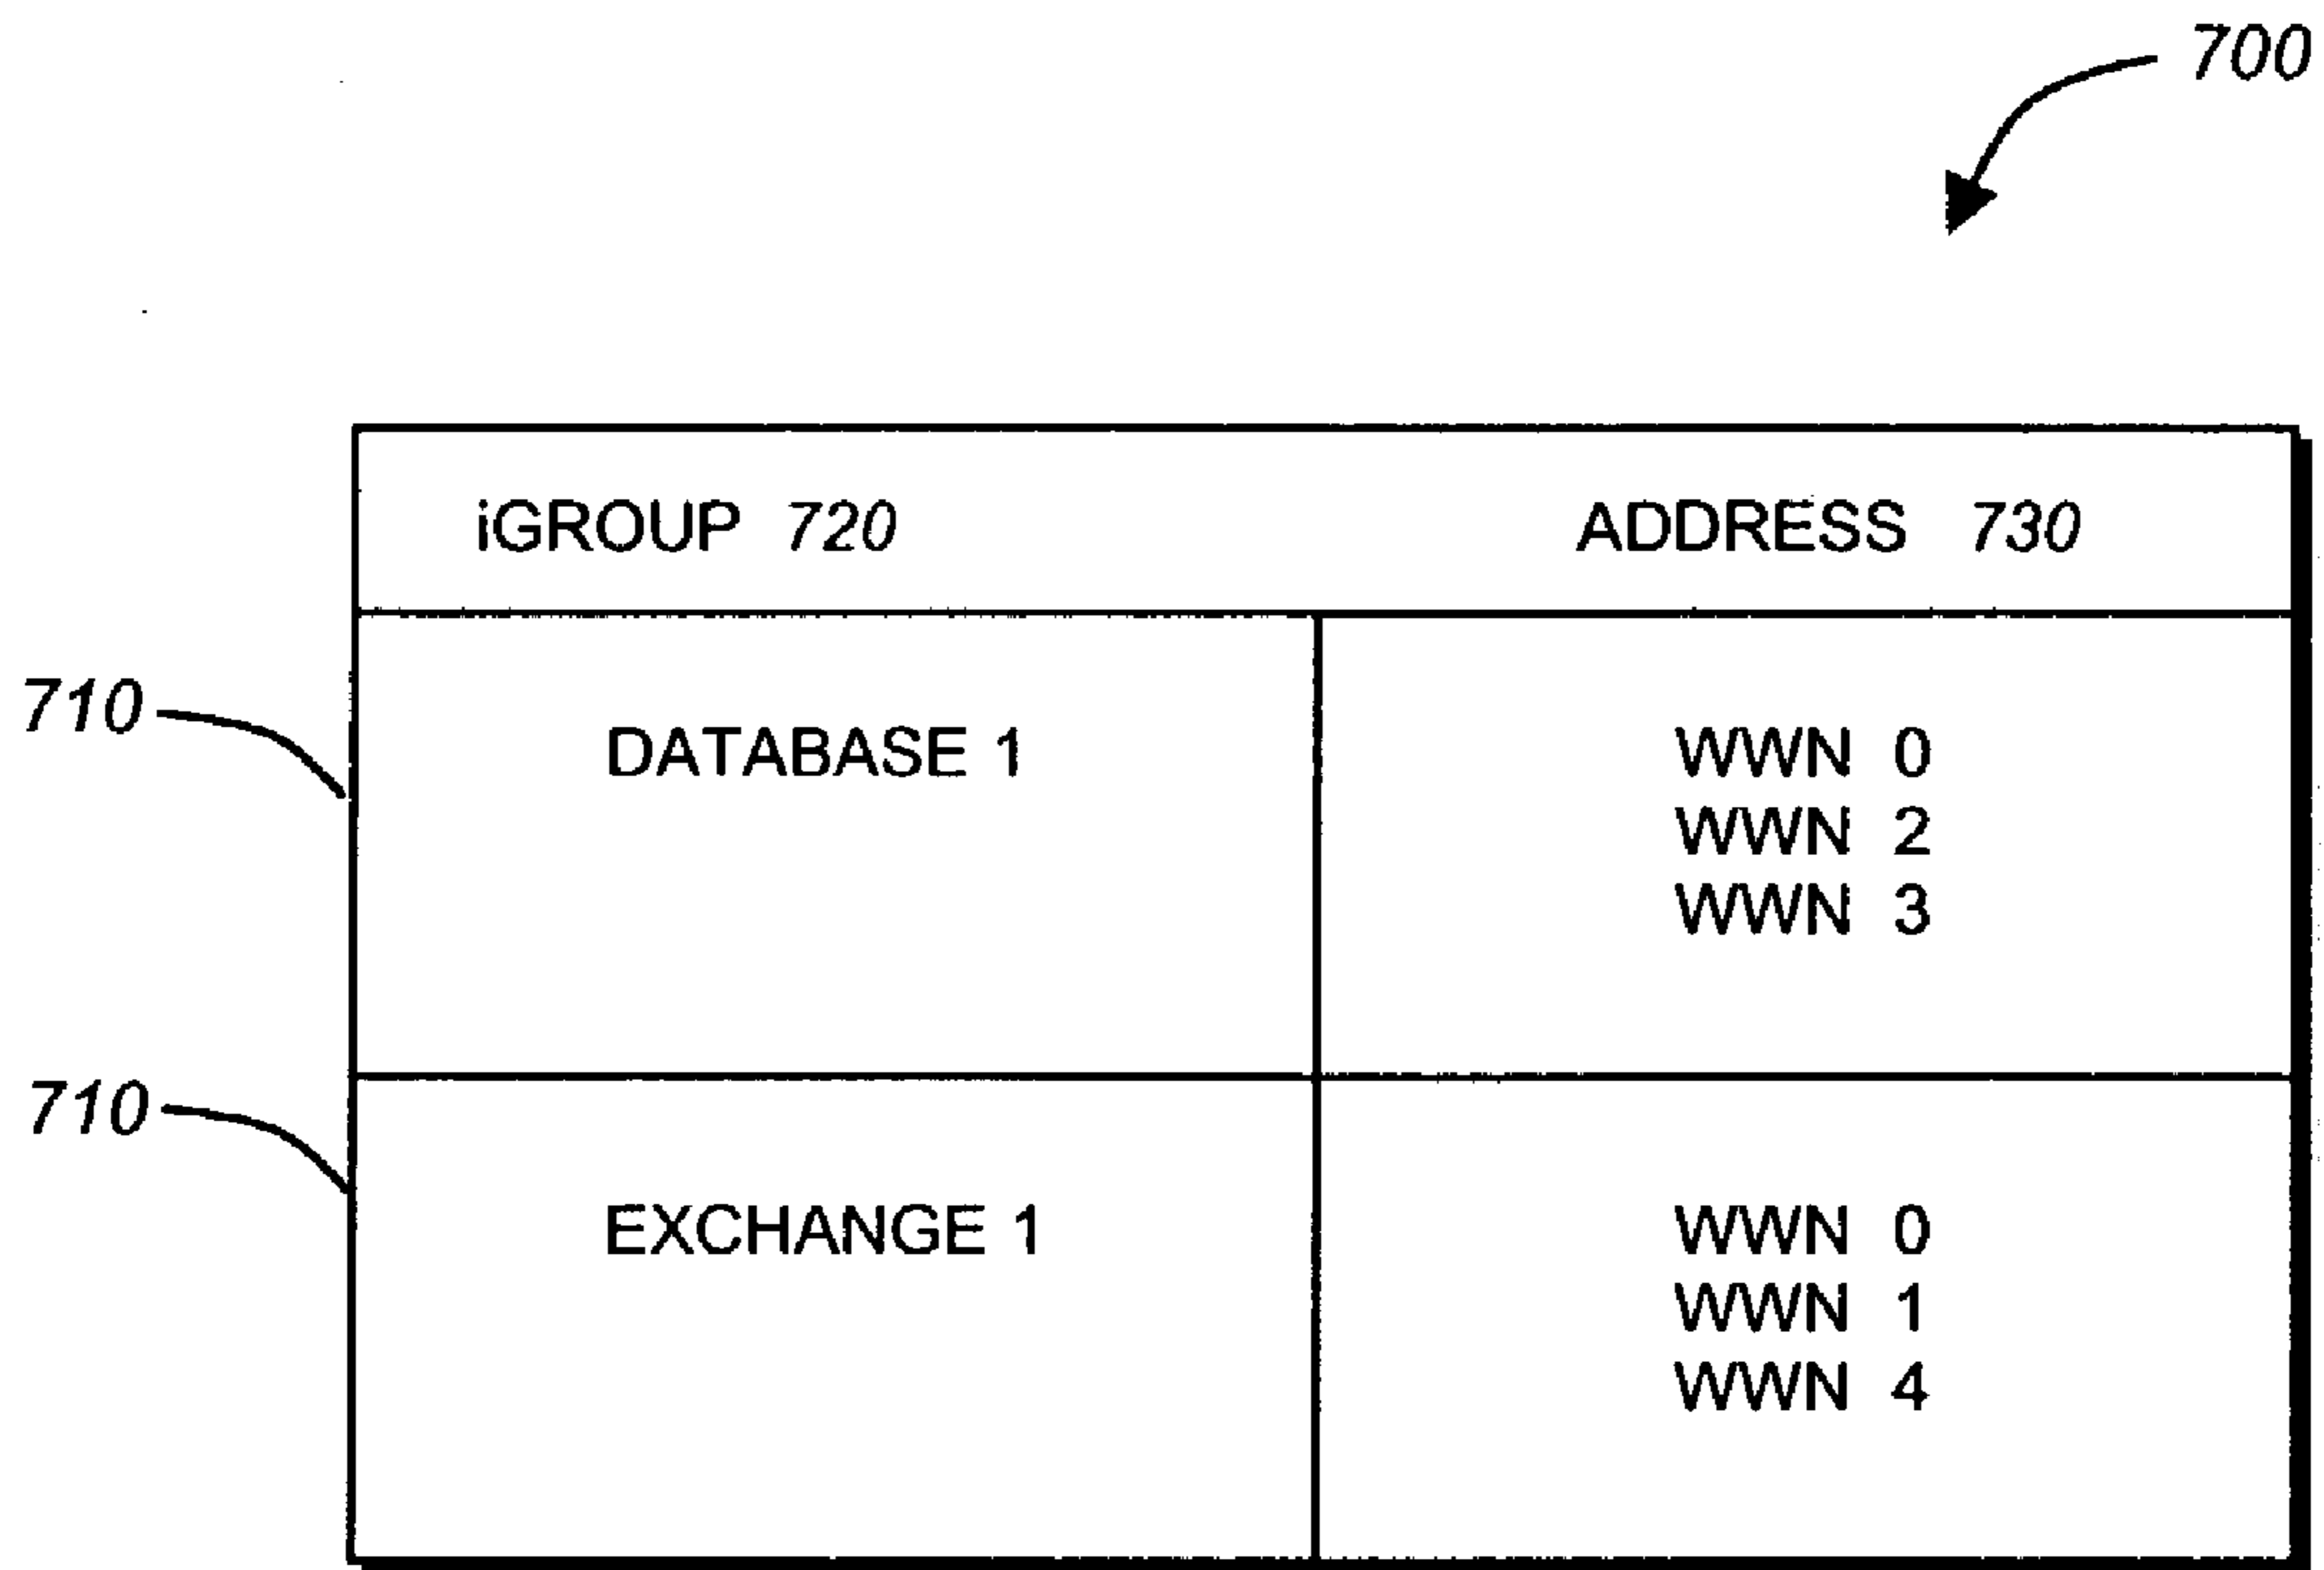 700
iGROUP 720 ADDRESS 730
710
DATABASE 1 WWN 0
WWN 2
WWN 3
710
EXCHANGE 1 WWN 0
WWN 1
WWN 4